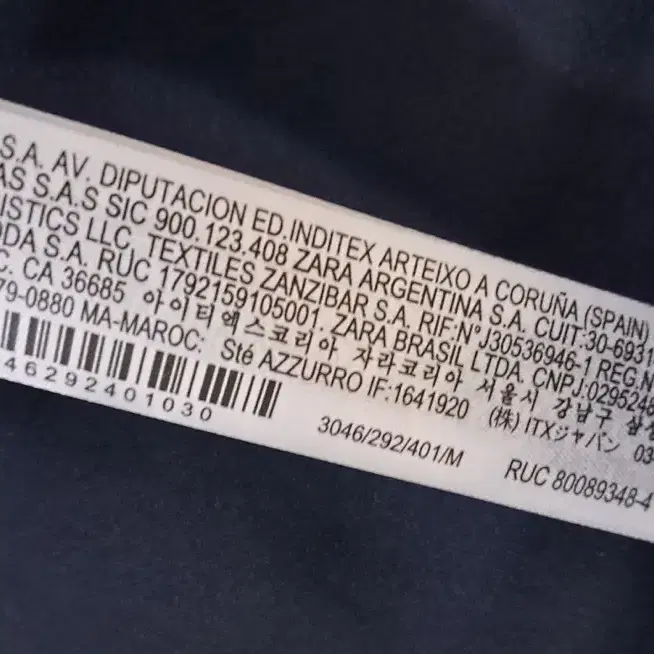 S.A. AV. DIPUTACION ED.INDITEX ARTEIXO A CORUÑA (SPAIN)
AS S.A.S SIC 900.123.408 ZARA ARGENTINA S.A. CUIT:30-6931
ISTICS LLC, TEXTILES ZANZIBAR S.A. RIF:N° J30536946-1 REG.N
ODA S.A. RUC 1792159105001. ZARA BRASIL LTDA. CNPJ:0295248
C. CA 36685 아이티엑스코리아 자라코리아 서울시 강남구 삼성
79-0880 MA-MAROC: Sté AZZURRO IF:1641920 (株) ITXジャパン 03
46292401030
3046/292/401/M
RUC 80089348-4